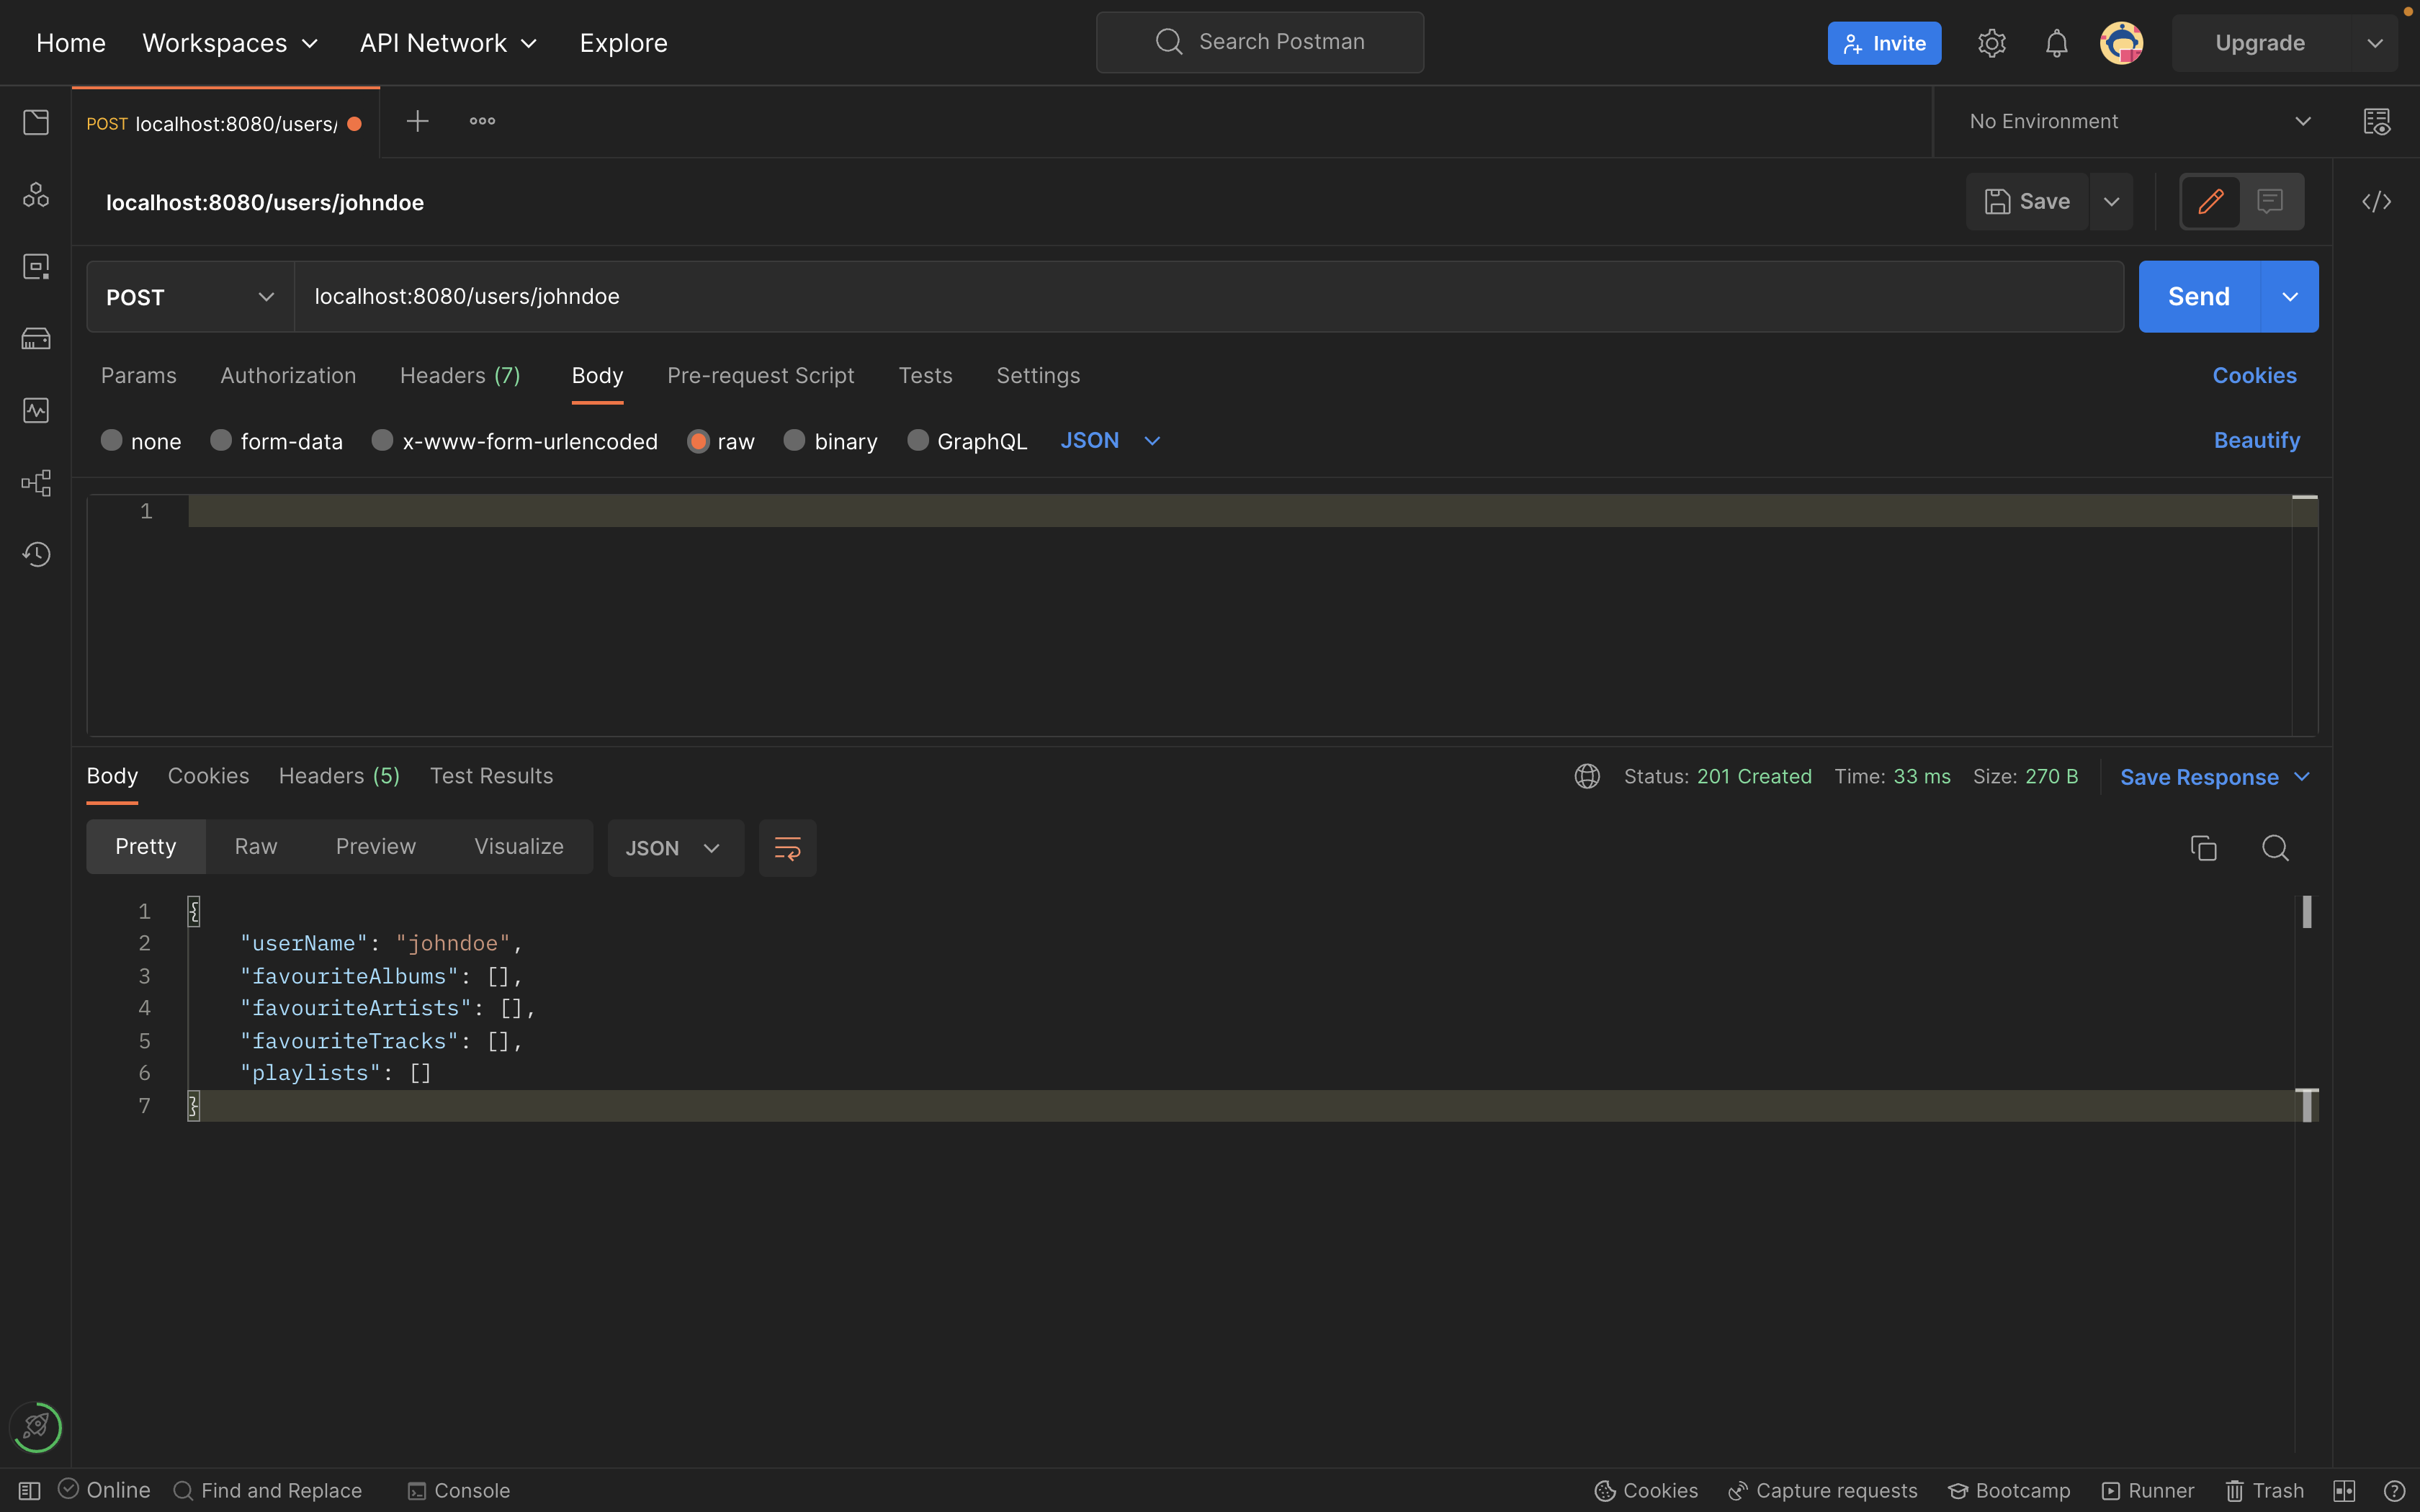 Home Workspaces API Network Explore Search Postman Invite Upgrade
POST localhost:8080/users/ No Environment
localhost:8080/users/johndoe Save
POST localhost:8080/users/johndoe Send
Params Authorization Headers (7) Body Pre-request Script Tests Settings Cookies
none form-data x-www-form-urlencoded raw binary GraphQL JSON Beautify
1
Body Cookies Headers (5) Test Results Status: 201 Created Time: 33 ms Size: 270 B Save Response
Pretty Raw Preview Visualize JSON
1 {
2 "userName": "johndoe",
3 "favouriteAlbums": [],
4 "favouriteArtists": [],
5 "favouriteTracks": [],
6 "playlists": []
7 }
Online Find and Replace Console Cookies Capture requests Bootcamp Runner Trash